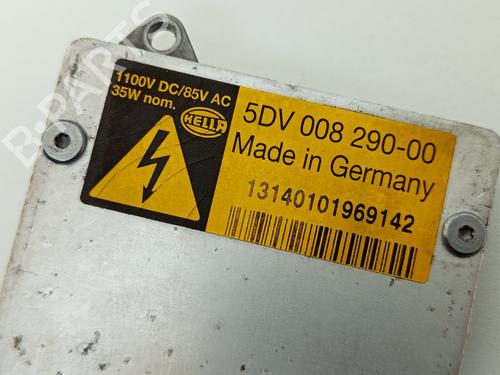 1100V DC/85V AC
35W nom.
HELLA
5DV 008 290-00
Made in Germany
13140101969142
B-PARTS